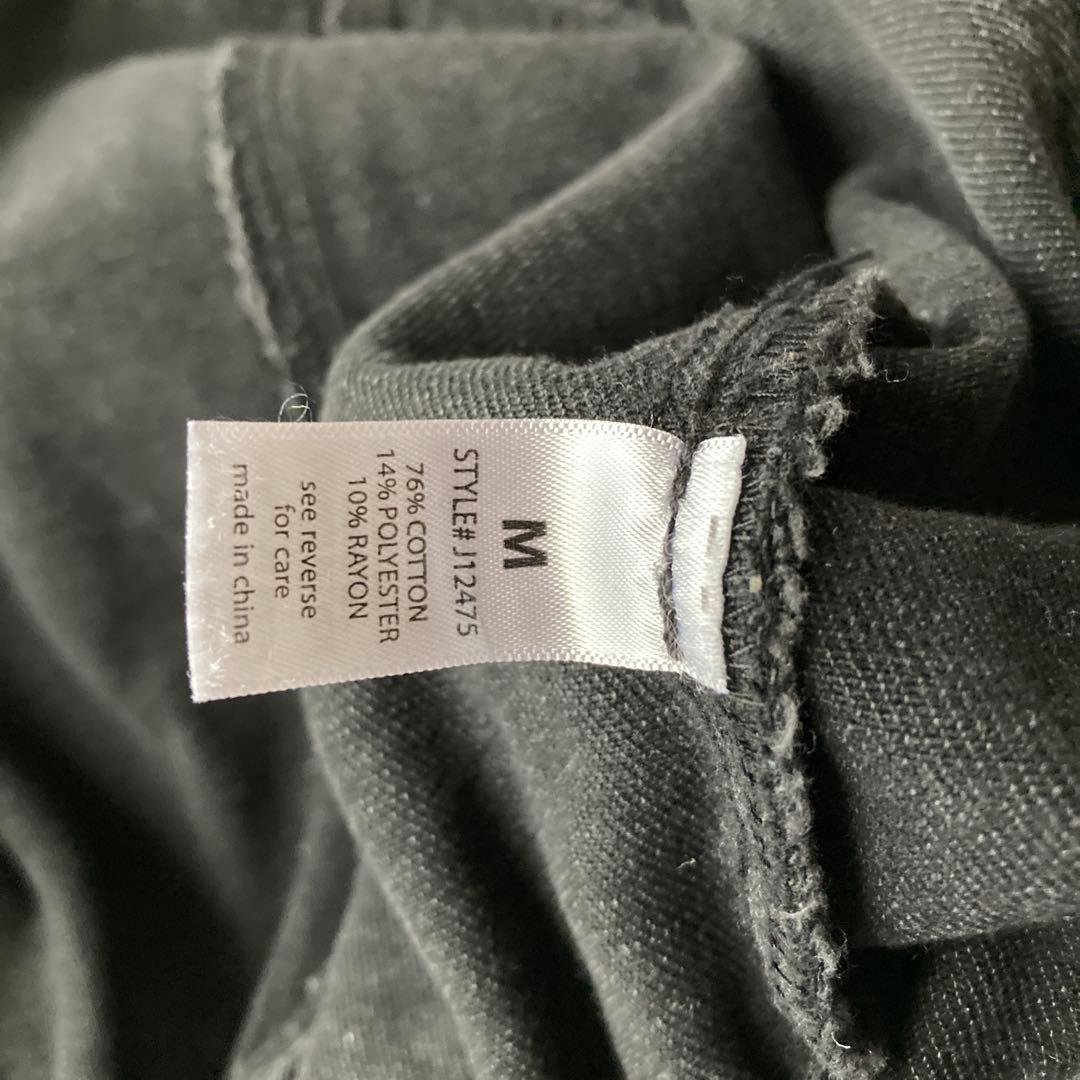 M
STYLE# J12475
76% COTTON
14% POLYESTER
10% RAYON
see reverse
for care
made in china